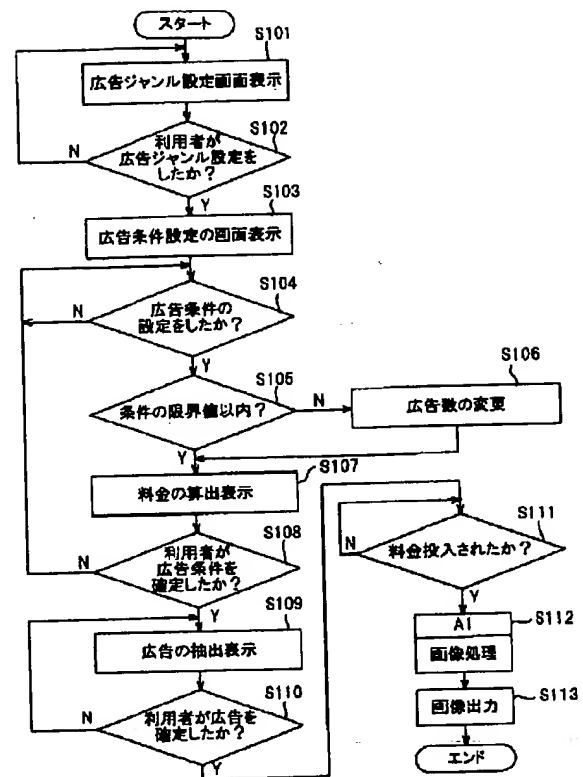 スタート
S101
広告ジャンル設定画面表示
S102
利用者が
広告ジャンル設定を
したか？
N
Y
S103
広告条件設定の画面表示
S104
広告条件の
設定をしたか？
N
Y
S105
条件の限界値以内？
N
Y
S106
広告数の変更
S107
料金の算出表示
S108
利用者が
広告条件を
確定したか？
N
Y
S109
広告の抽出表示
S110
利用者が広告を
確定したか？
N
Y
S111
料金投入されたか？
N
Y
S112
AI
画像処理
S113
画像出力
エンド